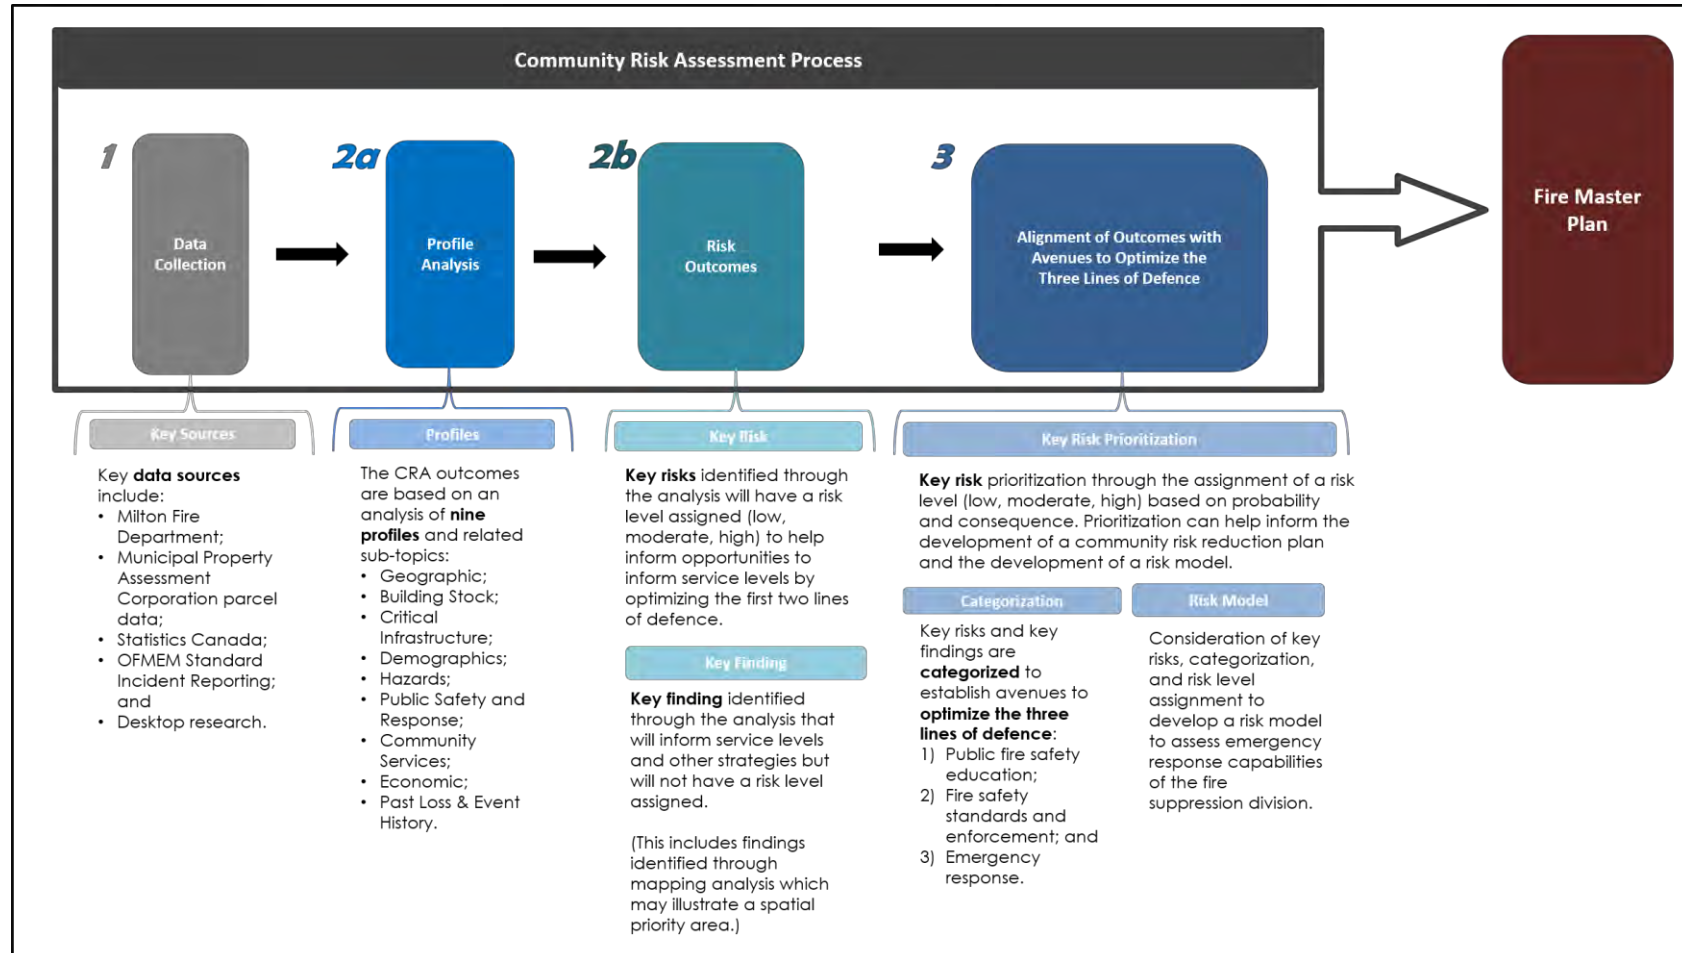 Community Risk Assessment Process
1
Data
Collection
2a
Profile
Analysis
2b
Risk
Outcomes
3
Alignment of Outcomes with
Avenues to Optimize the
Three Lines of Defence
Fire Master
Plan
Key Sources
Key data sources
include:
• Milton Fire
Department;
• Municipal Property
Assessment
Corporation parcel
data;
• Statistics Canada;
• OFMEM Standard
Incident Reporting;
and
• Desktop research.
Profiles
The CRA outcomes
are based on an
analysis of nine
profiles and related
sub-topics:
• Geographic;
• Building Stock;
• Critical
Infrastructure;
• Demographics;
• Hazards;
• Public Safety and
Response;
• Community
Services;
• Economic;
• Past Loss & Event
History.
Key Risk
Key risks identified through
the analysis will have a risk
level assigned (low,
moderate, high) to help
inform opportunities to
inform service levels by
optimizing the first two lines
of defence.
Key Finding
Key finding identified
through the analysis that
will inform service levels
and other strategies but
will not have a risk level
assigned.
(This includes findings
identified through
mapping analysis which
may illustrate a spatial
priority area.)
Key Risk Prioritization
Key risk prioritization through the assignment of a risk
level (low, moderate, high) based on probability
and consequence. Prioritization can help inform the
development of a community risk reduction plan
and the development of a risk model.
Categorization
Key risks and key
findings are
categorized to
establish avenues to
optimize the three
lines of defence:
1) Public fire safety
education;
2) Fire safety
standards and
enforcement; and
3) Emergency
response.
Risk Model
Consideration of key
risks, categorization,
and risk level
assignment to
develop a risk model
to assess emergency
response capabilities
of the fire
suppression division.